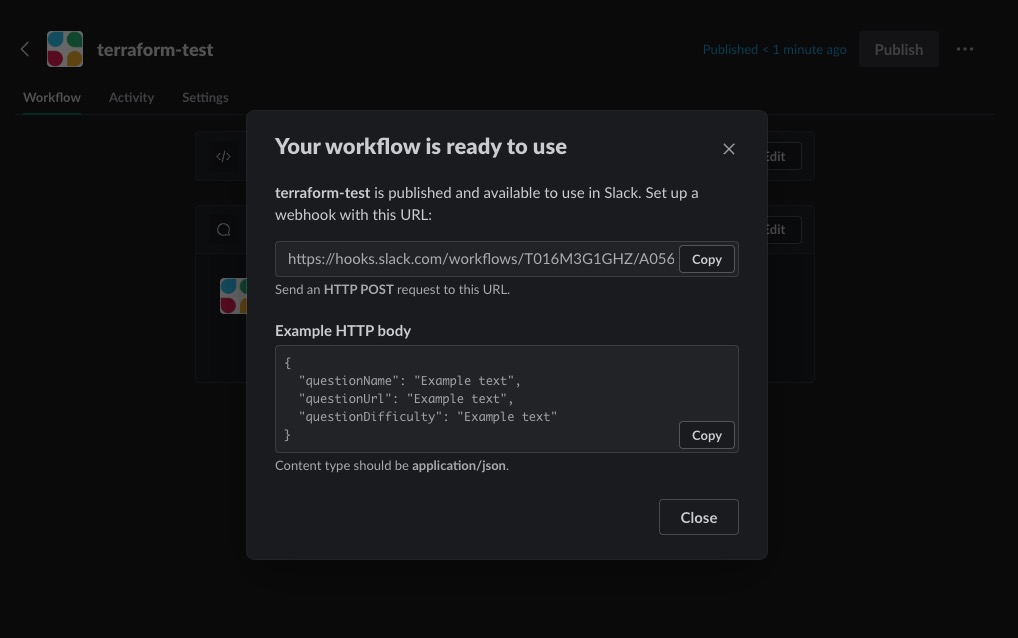 terraform-test
Published < 1 minute ago
Publish
Workflow
Activity
Settings
Your workflow is ready to use
</>
Edit
terraform-test is published and available to use in Slack. Set up a
webhook with this URL:
Edit
https://hooks.slack.com/workflows/T016M3G1GHZ/A056
Copy
Send an HTTP POST request to this URL.
Example HTTP body
{
"questionName": "Example text",
"questionUrl": "Example text",
"questionDifficulty": "Example text"
}
Copy
Content type should be application/json.
Close